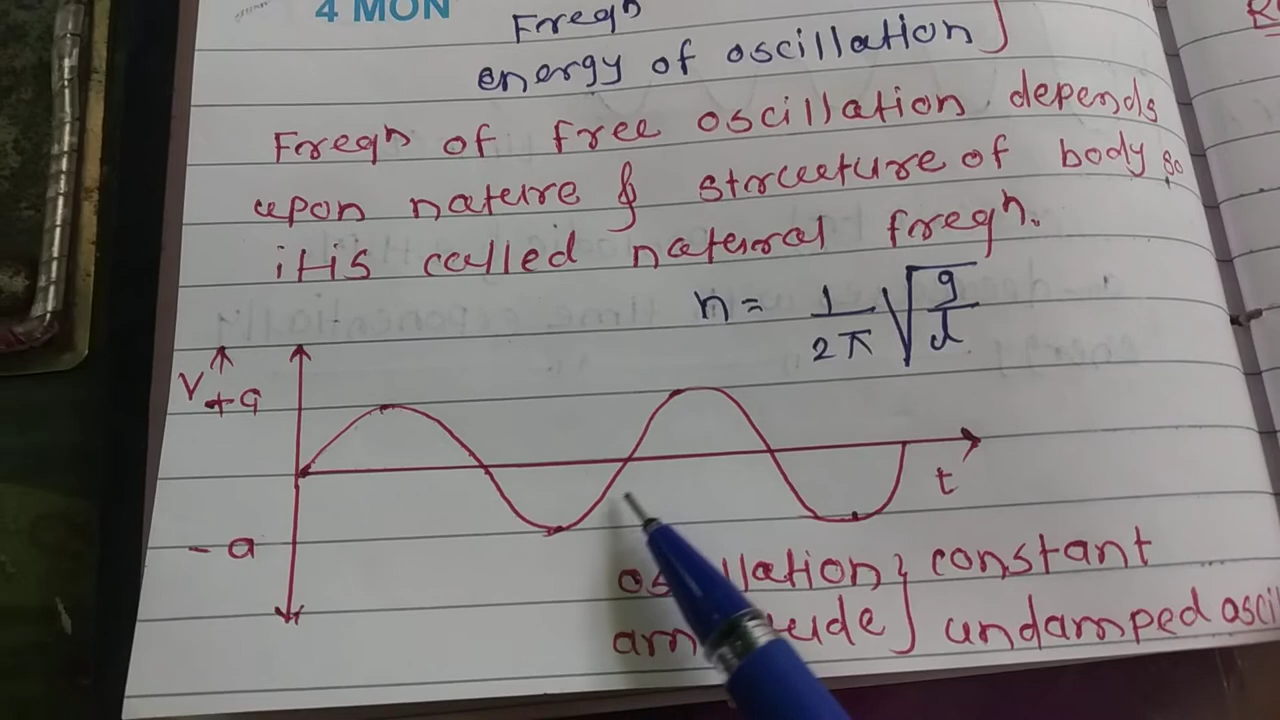 4 MON
Freqn
energy of oscillation]
Freqn of free oscillation depends
upon nature & structure of body so
it is called natural freqn.
n = 1/2π √g/d
V
+a
t
- a
constant
undamped osci